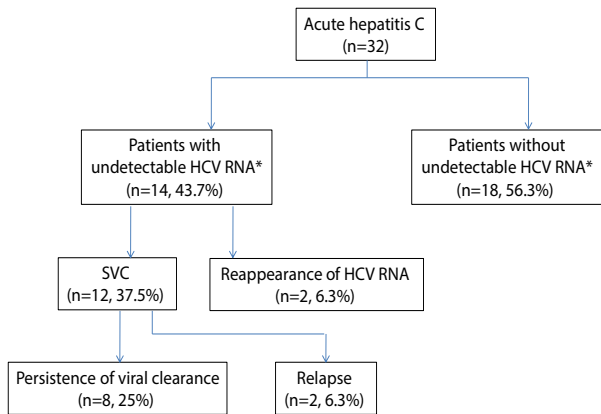 Acute hepatitis C
(n=32)
Patients with
undetectable HCV RNA*
(n=14, 43.7%)
Patients without
undetectable HCV RNA*
(n=18, 56.3%)
SVC
(n=12, 37.5%)
Reappearance of HCV RNA
(n=2, 6.3%)
Persistence of viral clearance
(n=8, 25%)
Relapse
(n=2, 6.3%)